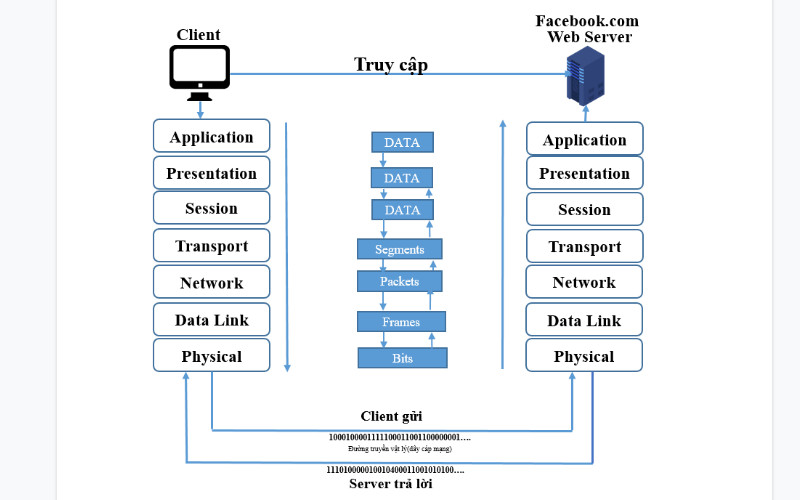 Client
Facebook.com
Web Server
Truy cập
Application
Presentation
Session
Transport
Network
Data Link
Physical
DATA
DATA
DATA
Segments
Packets
Frames
Bits
Application
Presentation
Session
Transport
Network
Data Link
Physical
Client gửi
1000100001111100011001100000001....
Đường truyền vật lý(dây cáp mạng)
11101000001001040001100101010100....
Server trả lời